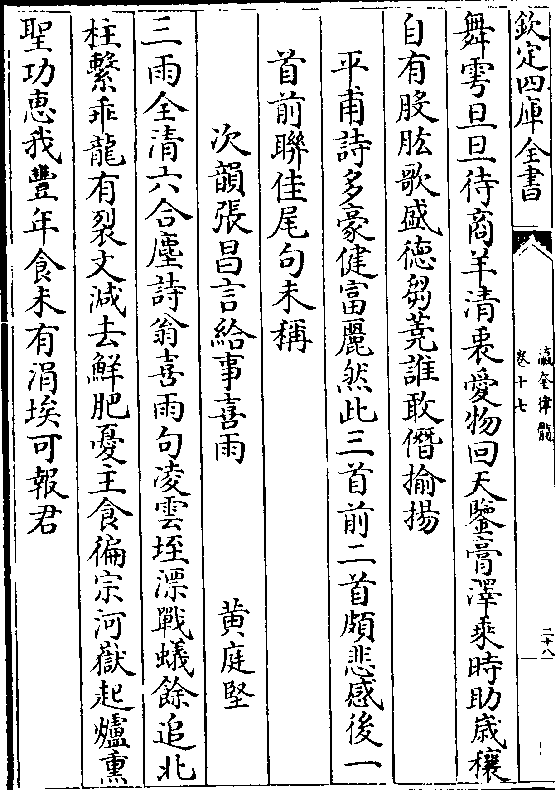 欽定四庫全書
瀛奎律髓
卷十七
二十八
舞雩旦旦待商羊清衷愛物回天鑒膏澤乘時助歳穰
自有股肱歌盛德芻蕘誰敢僭揄揚
平甫詩多豪健富麗然此三首前二首頗悲感後一
首前聯佳尾句未稱
次韻張昌言給事喜雨
黄庭堅
三雨全清六合塵詩翁喜雨句凌雲垤漂戰蟻餘追北
柱繫乖龍有裂文減去鮮肥憂主食徧宗河嶽起爐熏
聖功惠我豐年食未有涓埃可報君